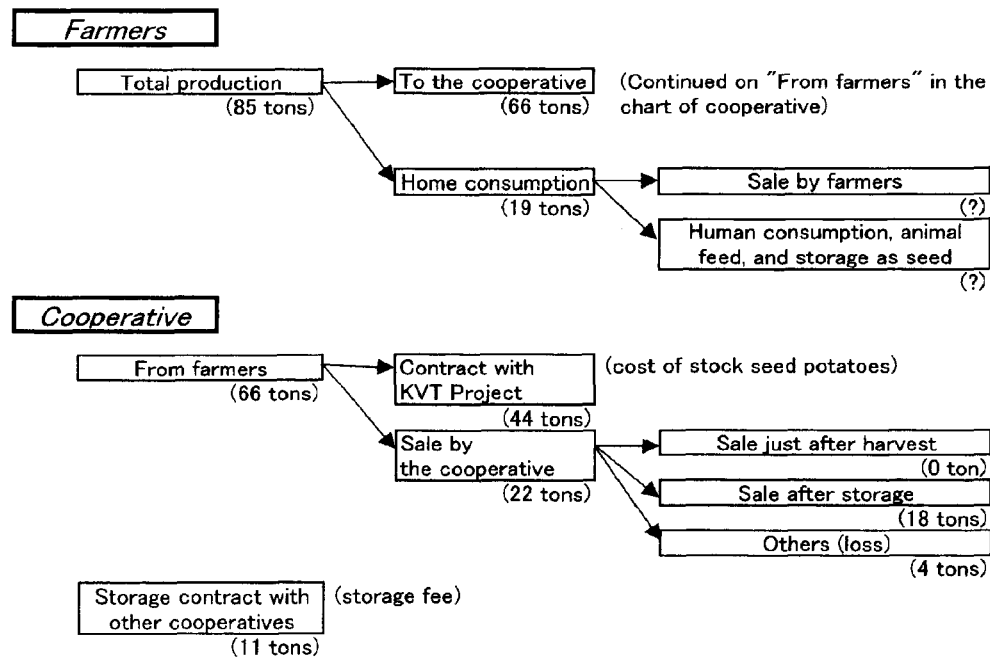 Farmers
Total production
(85 tons)
To the cooperative
(66 tons)
(Continued on "From farmers" in the
chart of cooperative)
Home consumption
(19 tons)
Sale by farmers
(?)
Human consumption, animal
feed, and storage as seed
(?)
Cooperative
From farmers
(66 tons)
Contract with
KVT Project
(44 tons)
(cost of stock seed potatoes)
Sale by
the cooperative
(22 tons)
Sale just after harvest
(0 ton)
Sale after storage
(18 tons)
Others (loss)
(4 tons)
Storage contract with
other cooperatives
(11 tons)
(storage fee)